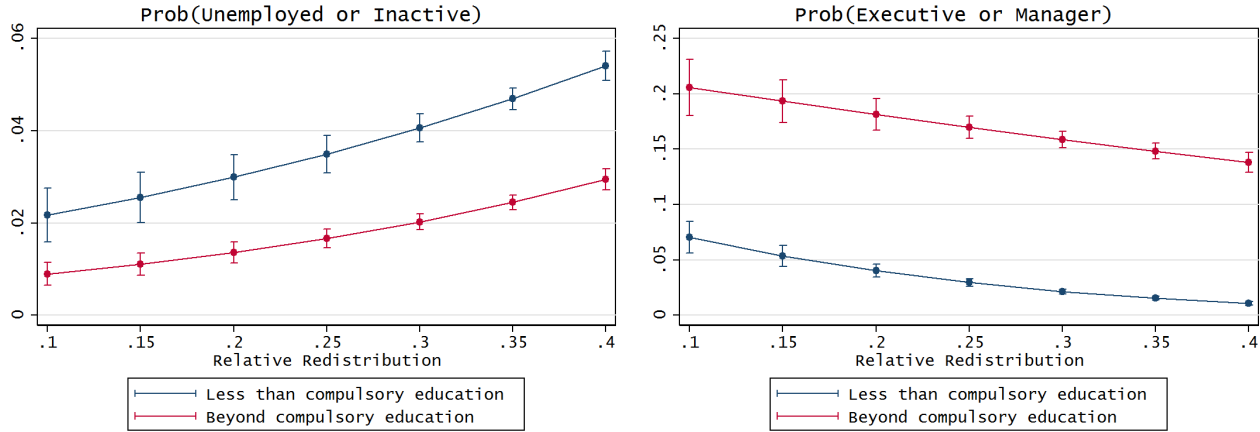 Prob(Unemployed or Inactive)
.06
.04
.02
0
.1 .15 .2 .25 .3 .35 .4
Relative Redistribution
Less than compulsory education
Beyond compulsory education
Prob(Executive or Manager)
.25
.2
.15
.1
.05
0
.1 .15 .2 .25 .3 .35 .4
Relative Redistribution
Less than compulsory education
Beyond compulsory education